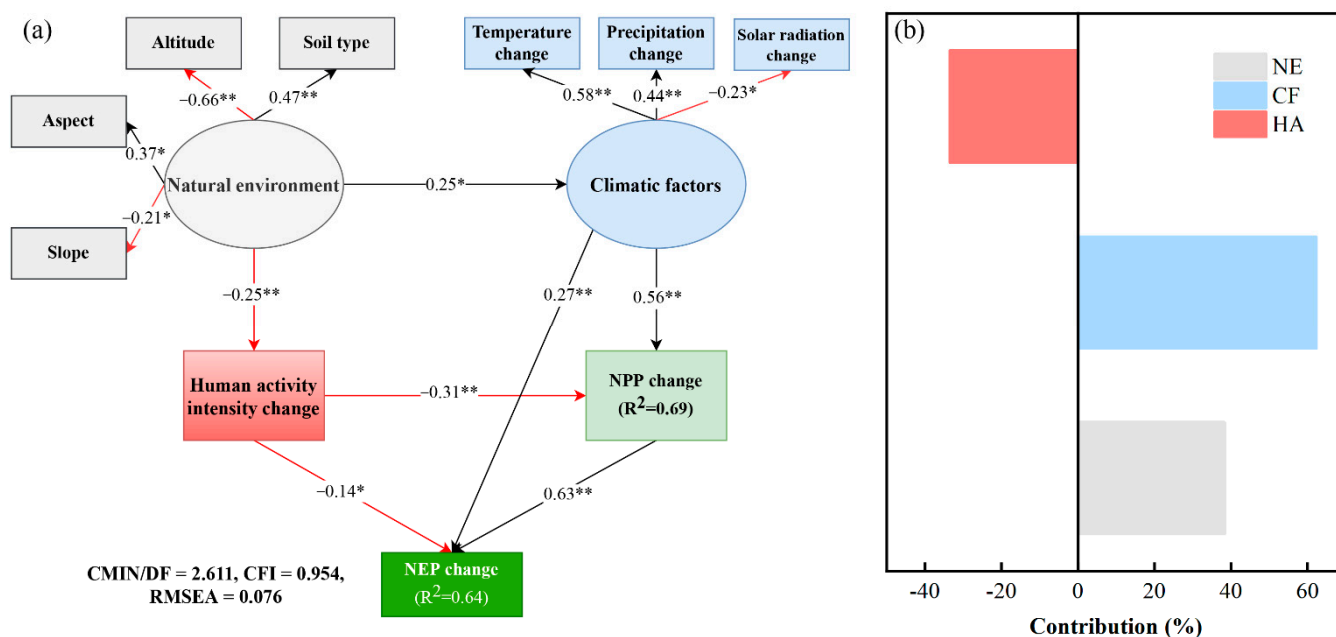 (a)
Altitude
Soil type
Temperature
change
Precipitation
change
Solar radiation
change
−0.66**
0.47**
0.58**
0.44**
−0.23*
Aspect
0.37*
Natural environment
0.25*
Climatic factors
−0.21*
Slope
−0.25**
0.27**
0.56**
Human activity
intensity change
−0.31**
NPP change
(R²=0.69)
−0.14*
0.63**
CMIN/DF = 2.611, CFI = 0.954,
RMSEA = 0.076
NEP change
(R²=0.64)
(b)
NE
CF
HA
-40
-20
0
20
40
60
Contribution (%)